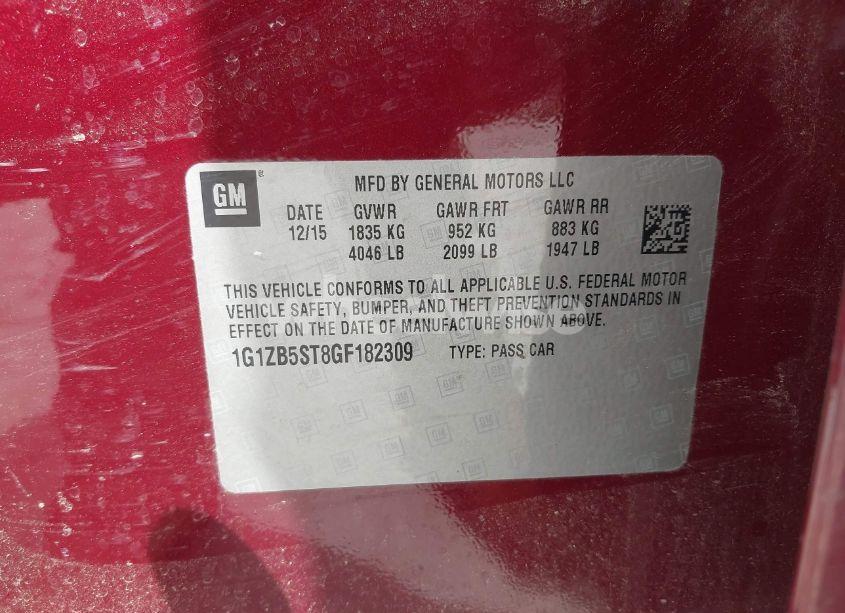 GM
MFD BY GENERAL MOTORS LLC
DATE GVWR GAWR FRT GAWR RR
12/15 1835 KG 952 KG 883 KG
4046 LB 2099 LB 1947 LB
THIS VEHICLE CONFORMS TO ALL APPLICABLE U.S. FEDERAL MOTOR
VEHICLE SAFETY, BUMPER, AND THEFT PREVENTION STANDARDS IN
EFFECT ON THE DATE OF MANUFACTURE SHOWN ABOVE.
1G1ZB5ST8GF182309 TYPE: PASS CAR